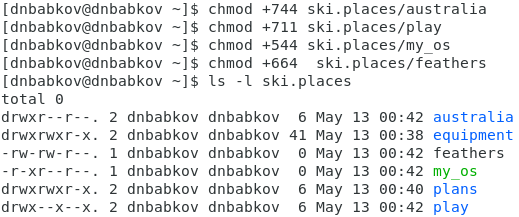 [dnbabkov@dnbabkov ~]$ chmod +744 ski.places/australia
[dnbabkov@dnbabkov ~]$ chmod +711 ski.places/play
[dnbabkov@dnbabkov ~]$ chmod +544 ski.places/my_os
[dnbabkov@dnbabkov ~]$ chmod +664  ski.places/feathers
[dnbabkov@dnbabkov ~]$ ls -l ski.places
total 0
drwxr--r--. 2 dnbabkov dnbabkov  6 May 13 00:42 australia
drwxrwxr-x. 2 dnbabkov dnbabkov 41 May 13 00:38 equipment
-rw-rw-r--. 1 dnbabkov dnbabkov  0 May 13 00:42 feathers
-r-xr--r--. 1 dnbabkov dnbabkov  0 May 13 00:42 my_os
drwxrwxr-x. 2 dnbabkov dnbabkov  6 May 13 00:40 plans
drwx--x--x. 2 dnbabkov dnbabkov  6 May 13 00:42 play